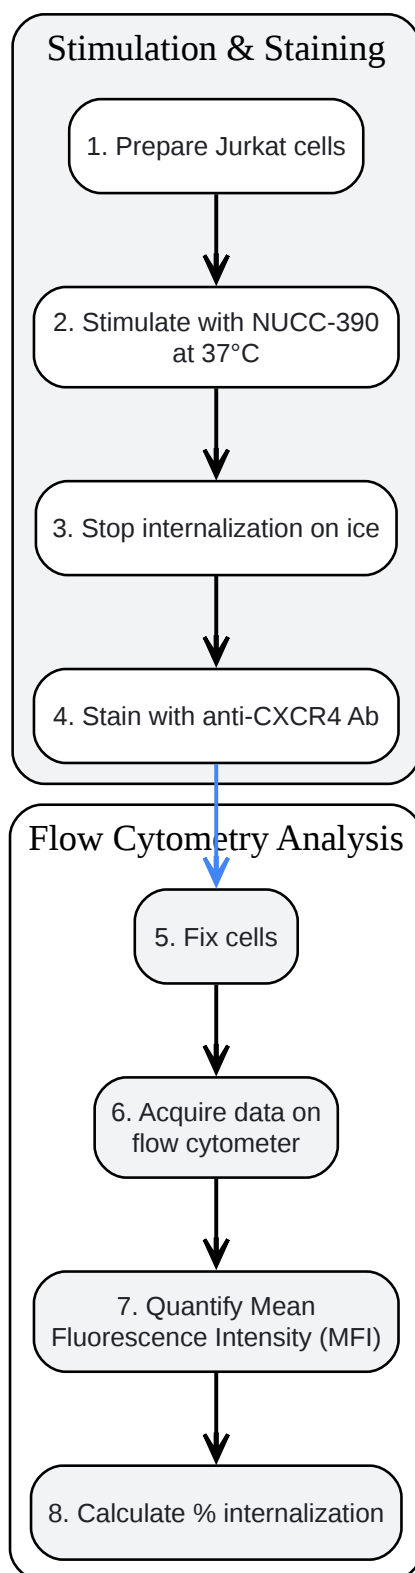 Stimulation & Staining
1. Prepare Jurkat cells
2. Stimulate with NUCC-390
at 37°C
3. Stop internalization on ice
4. Stain with anti-CXCR4 Ab
Flow Cytometry Analysis
5. Fix cells
6. Acquire data on
flow cytometer
7. Quantify Mean
Fluorescence Intensity (MFI)
8. Calculate % internalization